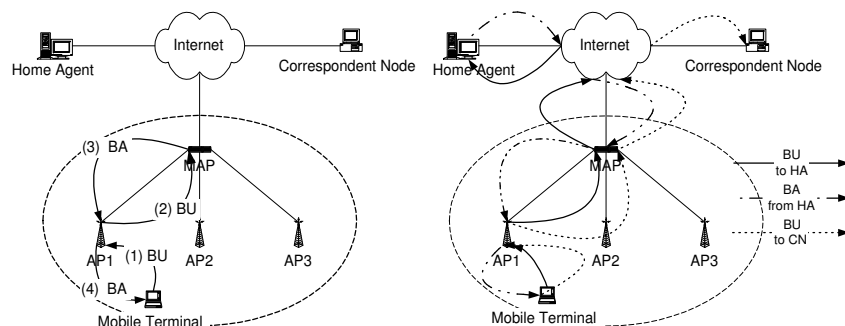 Internet
Home Agent
Correspondent Node
(3) BA
MAP
(2) BU
AP1
(1) BU
AP2
AP3
(4) BA
Mobile Terminal
Internet
Home Agent
Correspondent Node
MAP
BU
to HA
BA
from HA
BU
to CN
AP1
AP2
AP3
Mobile Terminal